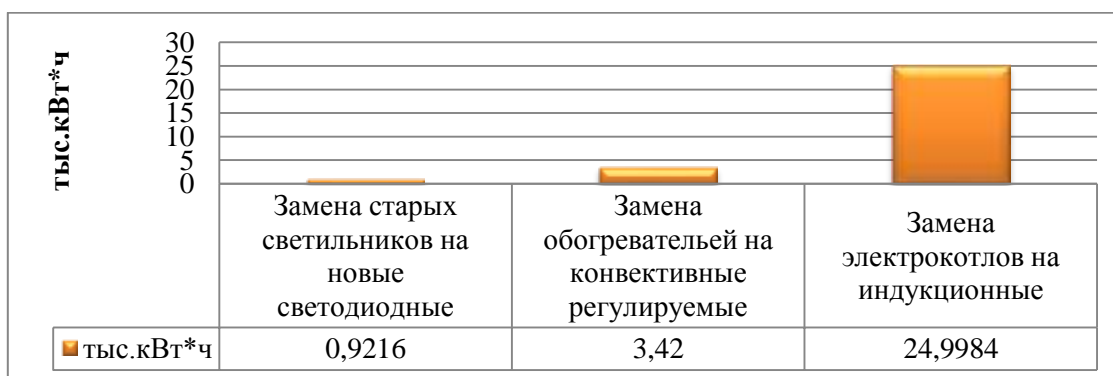 тыс.кВт*ч
30
25
20
15
10
5
0
Замена старых
светильников на
новые
светодиодные
Замена
обогревательей на
конвективные
регулируемые
Замена
электрокотлов на
индукционные
тыс.кВт*ч 0,9216 3,42 24,9984